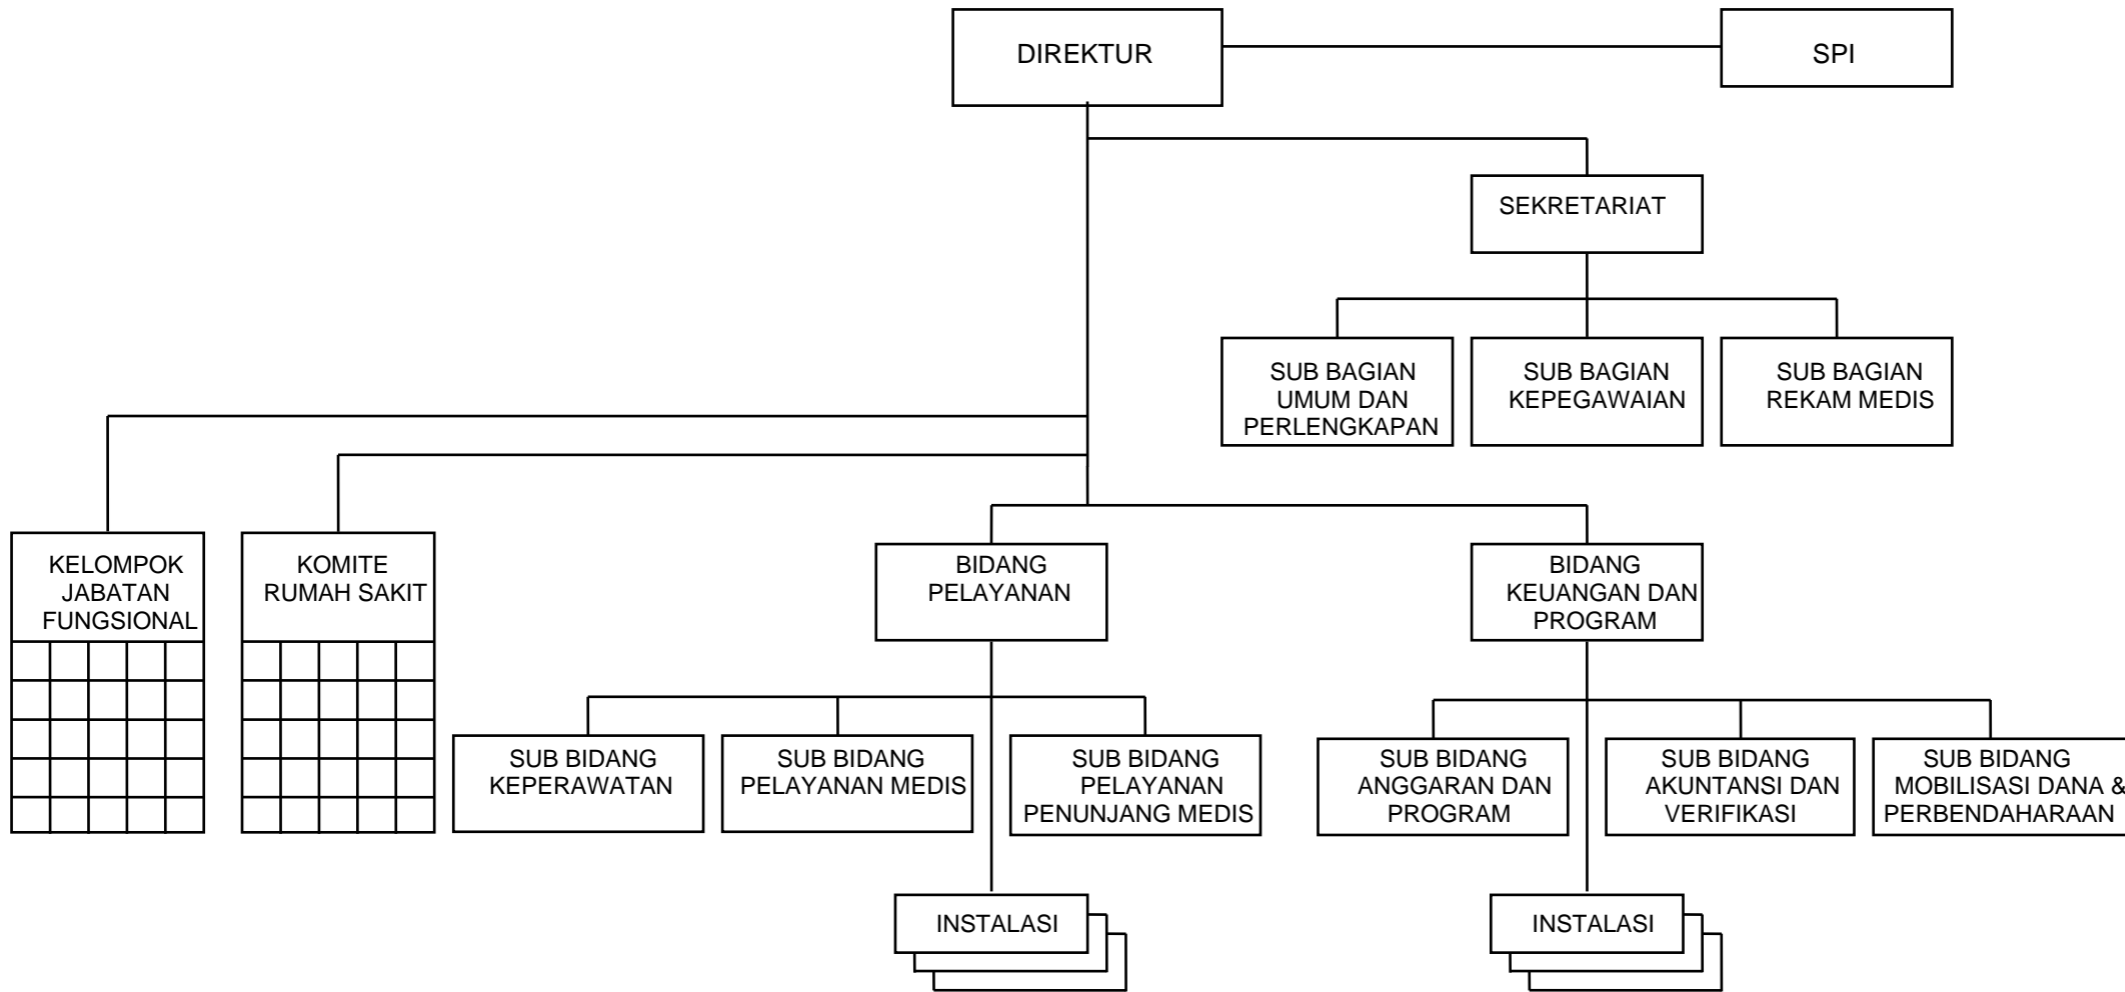 DIREKTUR
SPI
SEKRETARIAT
SUB BAGIAN
UMUM DAN
PERLENGKAPAN
SUB BAGIAN
KEPEGAWAIAN
SUB BAGIAN
REKAM MEDIS
KELOMPOK
JABATAN
FUNGSIONAL
KOMITE
RUMAH SAKIT
BIDANG
PELAYANAN
BIDANG
KEUANGAN DAN
PROGRAM
SUB BIDANG
KEPERAWATAN
SUB BIDANG
PELAYANAN MEDIS
SUB BIDANG
PELAYANAN
PENUNJANG MEDIS
SUB BIDANG
ANGGARAN DAN
PROGRAM
SUB BIDANG
AKUNTANSI DAN
VERIFIKASI
SUB BIDANG
MOBILISASI DANA &
PERBENDAHARAAN
INSTALASI
INSTALASI